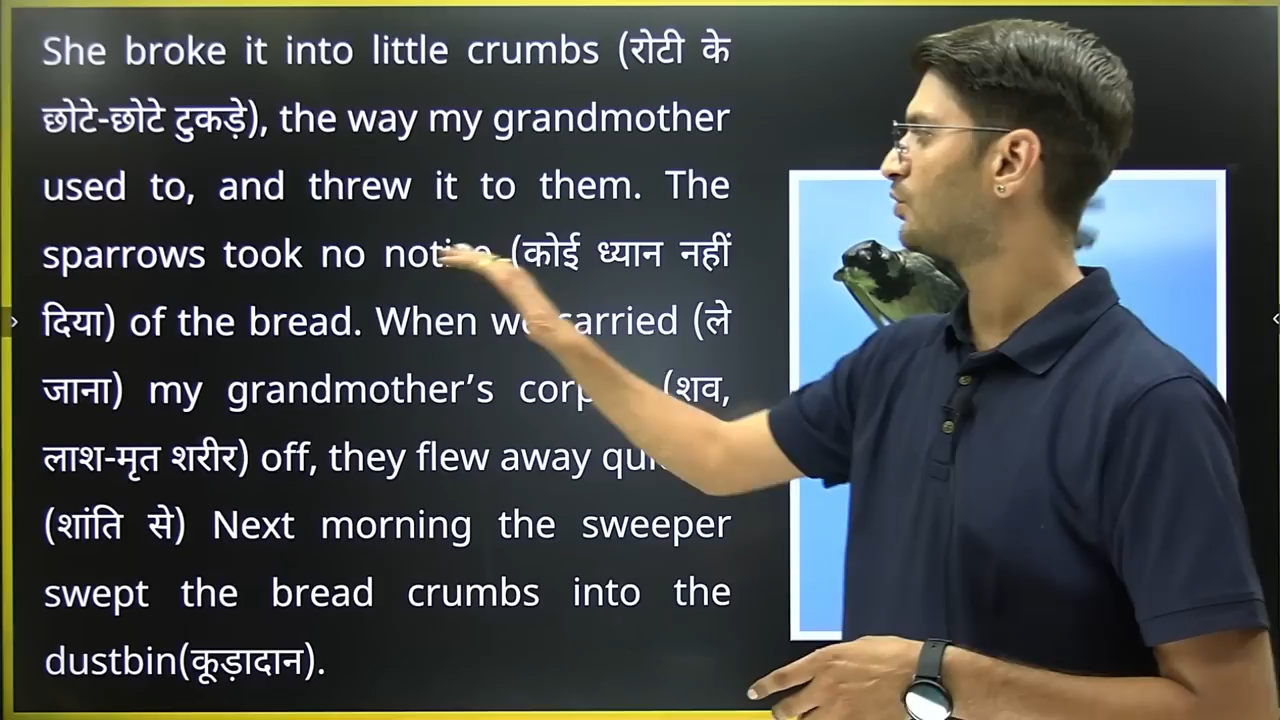 She broke it into little crumbs (रोटी के
छोटे-छोटे टुकड़े), the way my grandmother
used to, and threw it to them. The
sparrows took no (कोई ध्यान नहीं
दिया) of the bread. When we carried (ले
जाना) my grandmother’s (शव,
लाश-मृत शरीर) off, they flew away
(शांति से) Next morning the sweeper
swept the bread crumbs into the
dustbin(कूड़ादान).